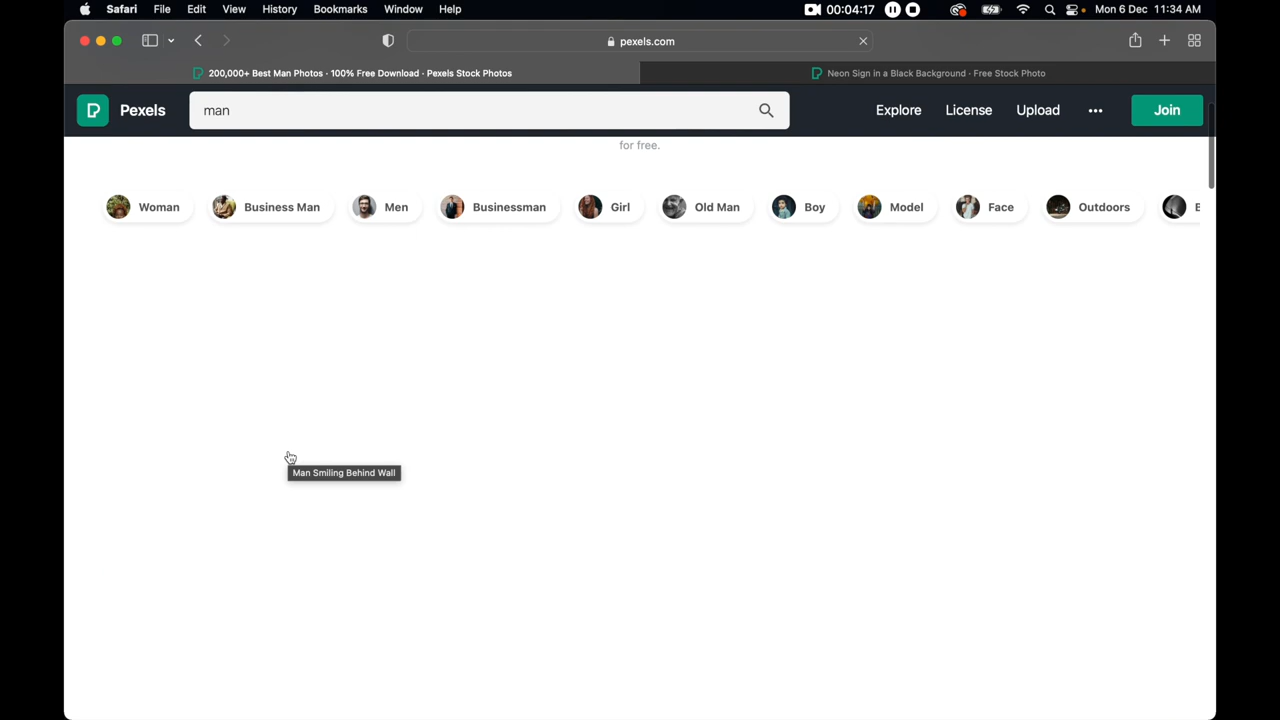 Safari File Edit View History Bookmarks Window Help 00:04:17 Mon 6 Dec 11:34 AM
pexels.com
200,000+ Best Man Photos · 100% Free Download · Pexels Stock Photos
Neon Sign in a Black Background · Free Stock Photo
Pexels man Explore License Upload ••• Join
for free.
Woman Business Man Men Businessman Girl Old Man Boy Model Face Outdoors
Man Smiling Behind Wall